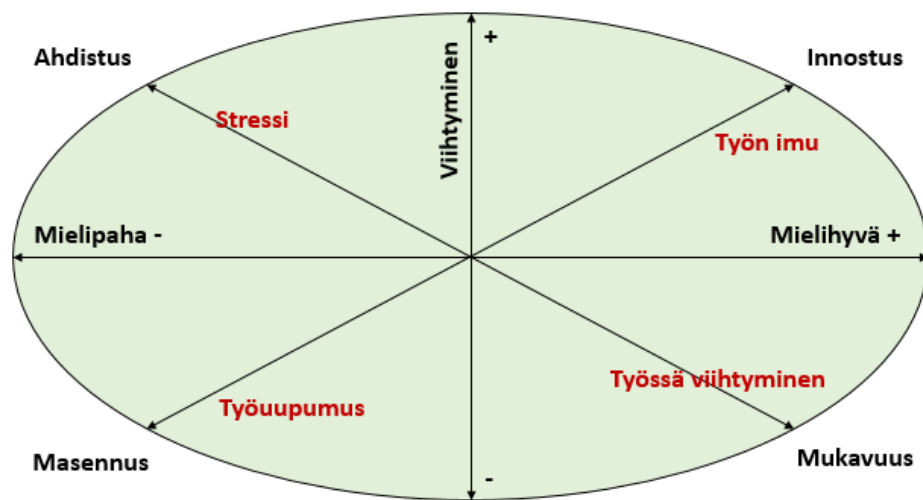 +
Ahdistus
Innostus
Stressi
Viihtyminen
Työn imu
Mielipaha -
Mielihyvä +
Työuupumus
Työssä viihtyminen
Masennus
Mukavuus
-